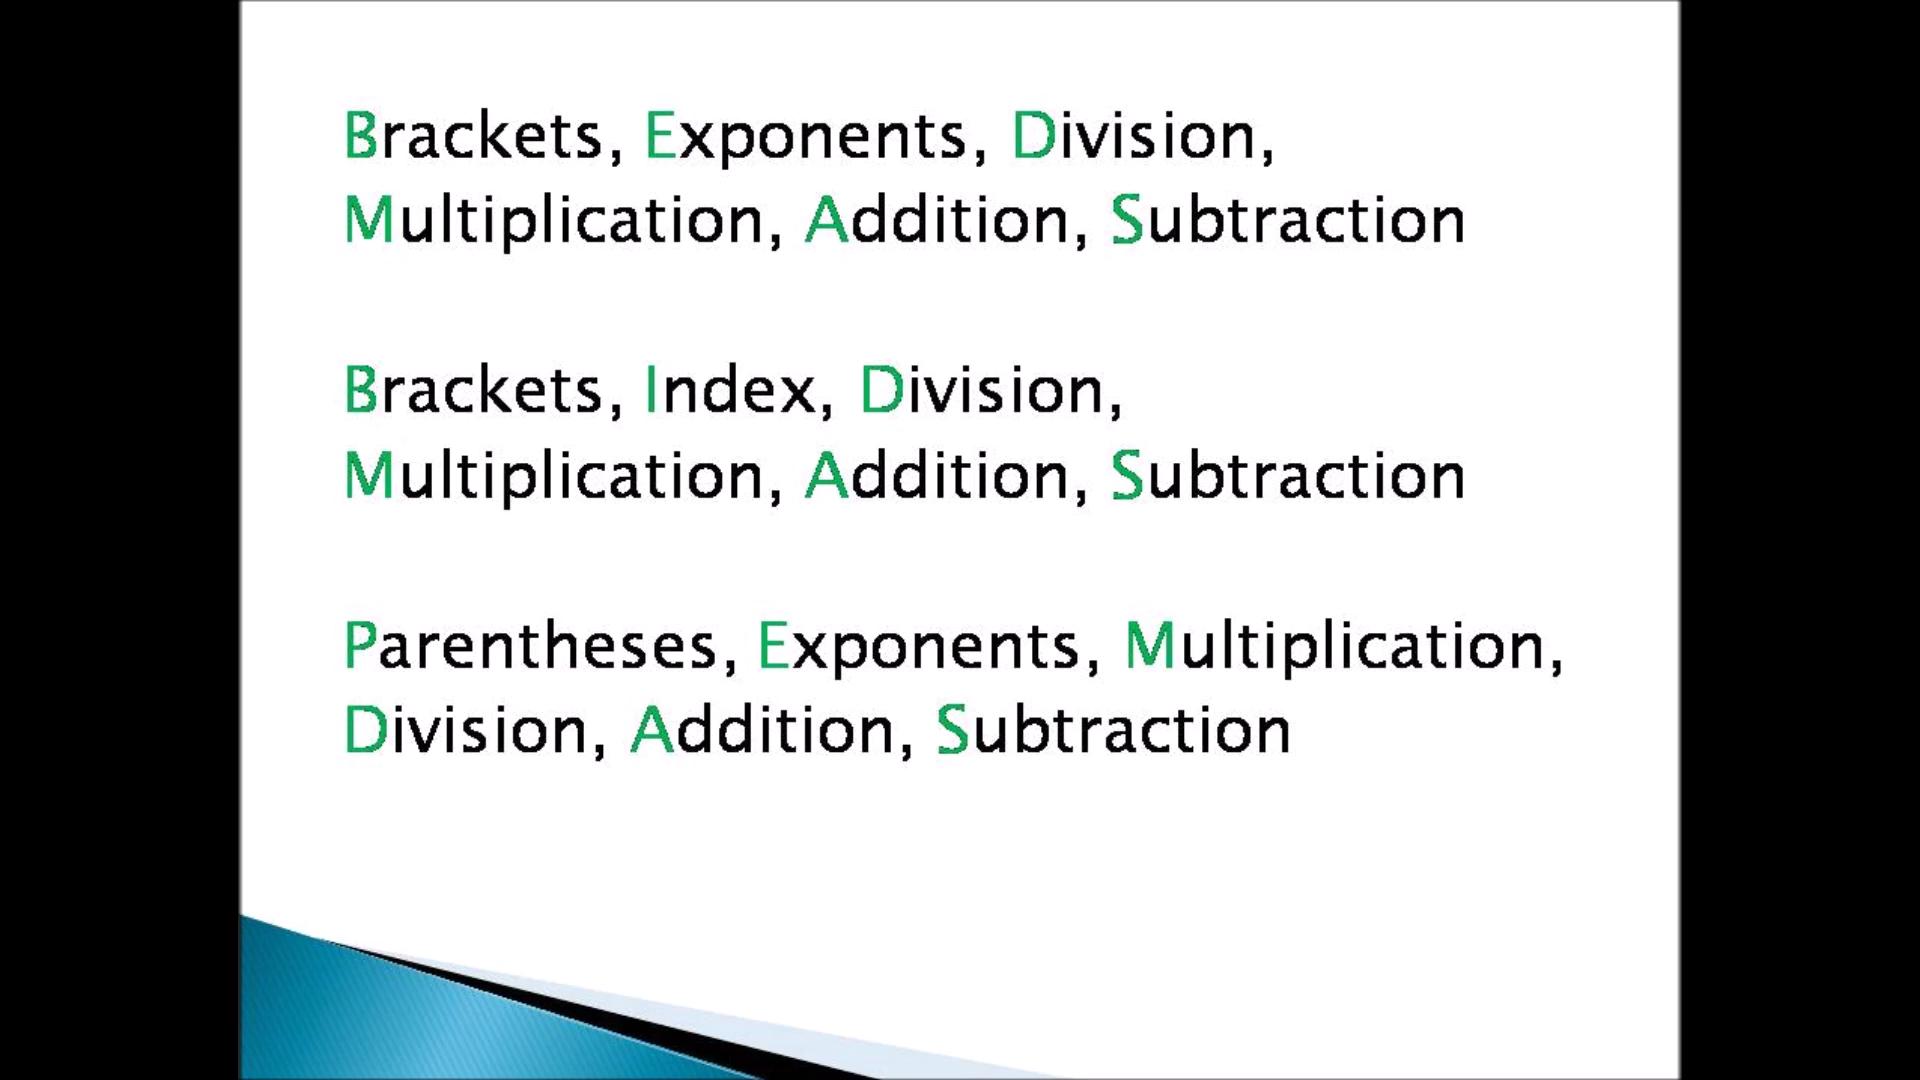 Brackets, Exponents, Division,
Multiplication, Addition, Subtraction
Brackets, Index, Division,
Multiplication, Addition, Subtraction
Parentheses, Exponents, Multiplication,
Division, Addition, Subtraction